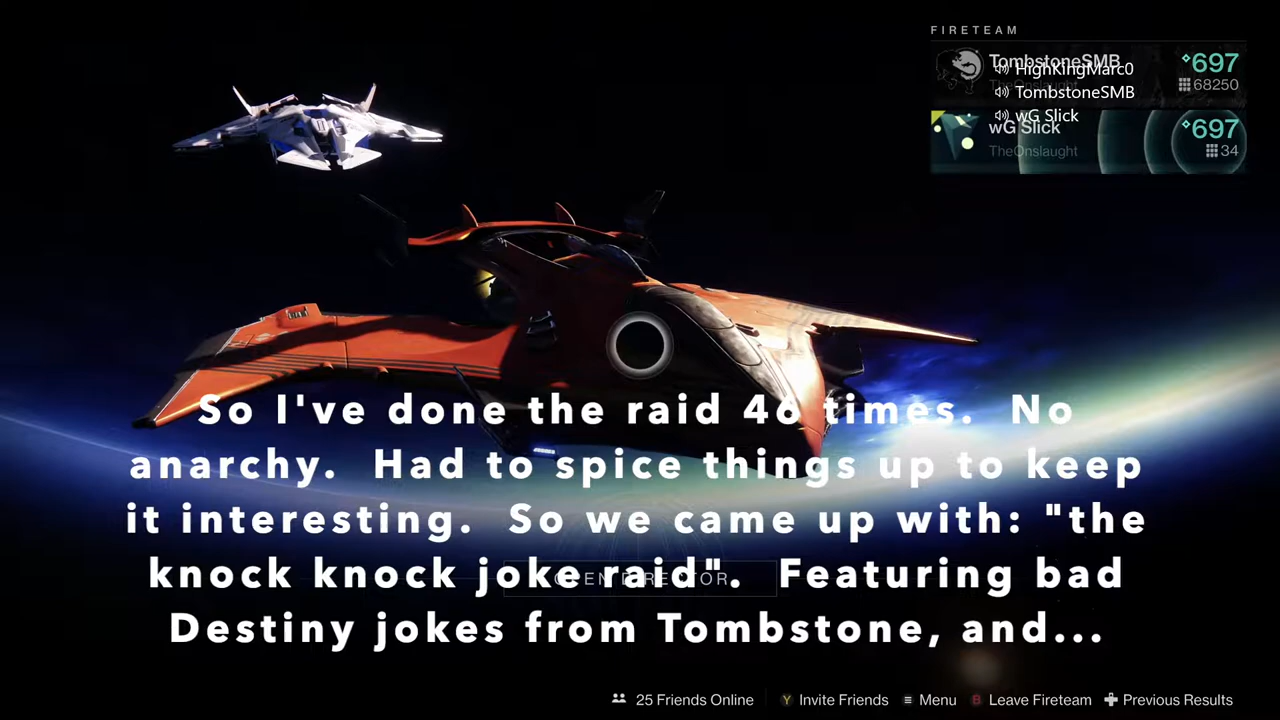 FIRETEAM
TombstoneSMB
TheOnslaught
697
68250
HighKingMarc0
TombstoneSMB
wG Slick
wG Slick
TheOnslaught
697
34
So I've done the raid 46 times. No
anarchy. Had to spice things up to keep
it interesting. So we came up with: "the
knock knock joke raid". Featuring bad
Destiny jokes from Tombstone, and...
OPEN DIRECTOR
25 Friends Online
Y Invite Friends
Menu
B Leave Fireteam
Previous Results